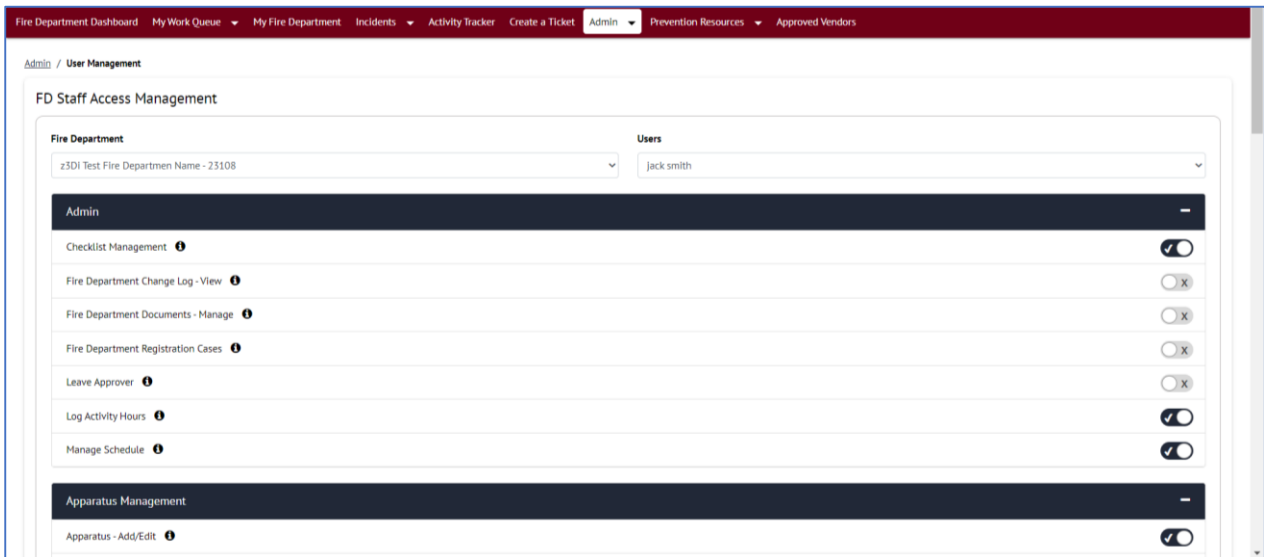 Fire Department Dashboard My Work Queue My Fire Department Incidents Activity Tracker Create a Ticket Admin Prevention Resources Approved Vendors
Admin / User Management
FD Staff Access Management
Fire Department Users
z3DI Test Fire Departmen Name - 23108 Jack smith
Admin
Checklist Management
Fire Department Change Log - View
Fire Department Documents - Manage
Fire Department Registration Cases
Leave Approver
Log Activity Hours
Manage Schedule
Apparatus Management
Apparatus - Add/Edit